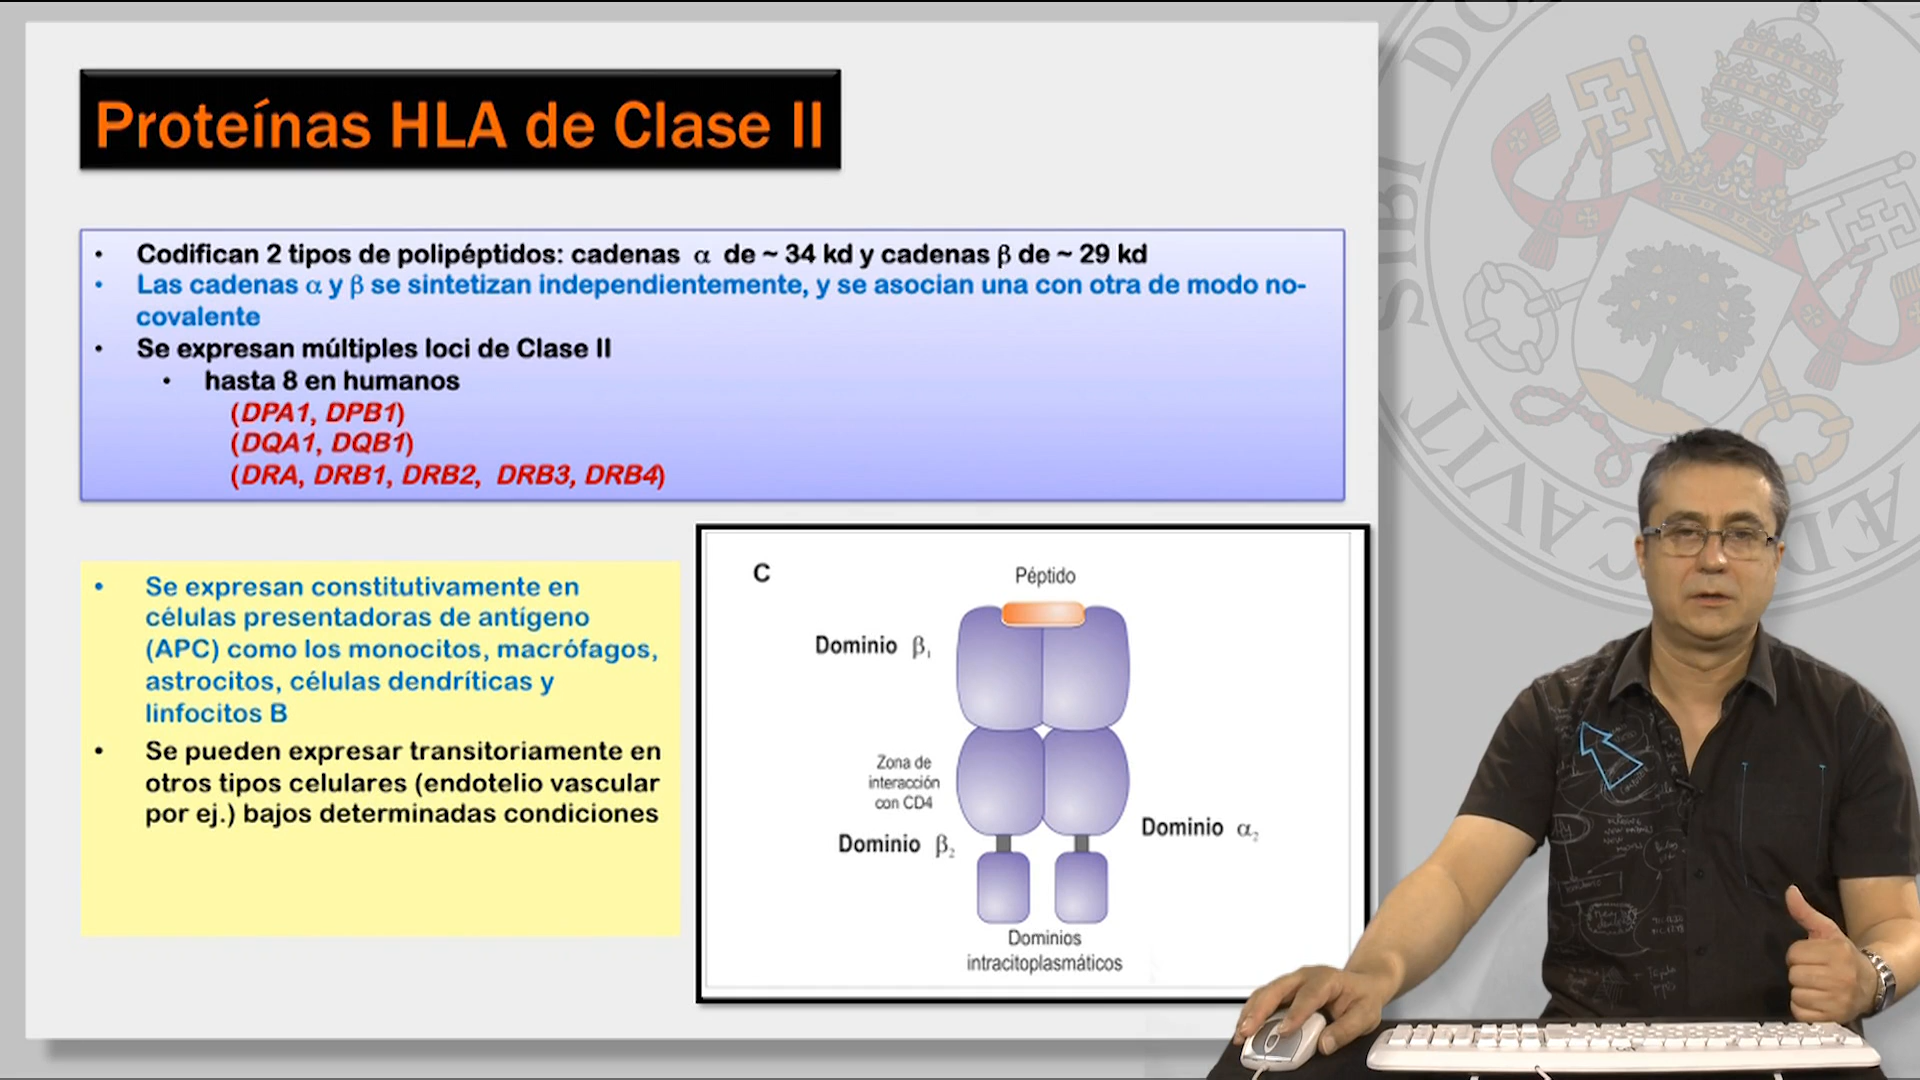 Proteínas HLA de Clase II
• Codifican 2 tipos de polipéptidos: cadenas α de ~ 34 kd y cadenas β de ~ 29 kd
• Las cadenas α y β se sintetizan independientemente, y se asocian una con otra de modo no-
covalente
• Se expresan múltiples loci de Clase II
• hasta 8 en humanos
(DPA1, DPB1)
(DQA1, DQB1)
(DRA, DRB1, DRB2, DRB3, DRB4)
• Se expresan constitutivamente en
células presentadoras de antígeno
(APC) como los monocitos, macrófagos,
astrocitos, células dendríticas y
linfocitos B
• Se pueden expresar transitoriamente en
otros tipos celulares (endotelio vascular
por ej.) bajos determinadas condiciones
C
Péptido
Dominio β₁
Zona de
interacción
con CD4
Dominio β₂
Dominio α₂
Dominios
intracitoplasmáticos
SIBI DO
CAVIT
ÆD